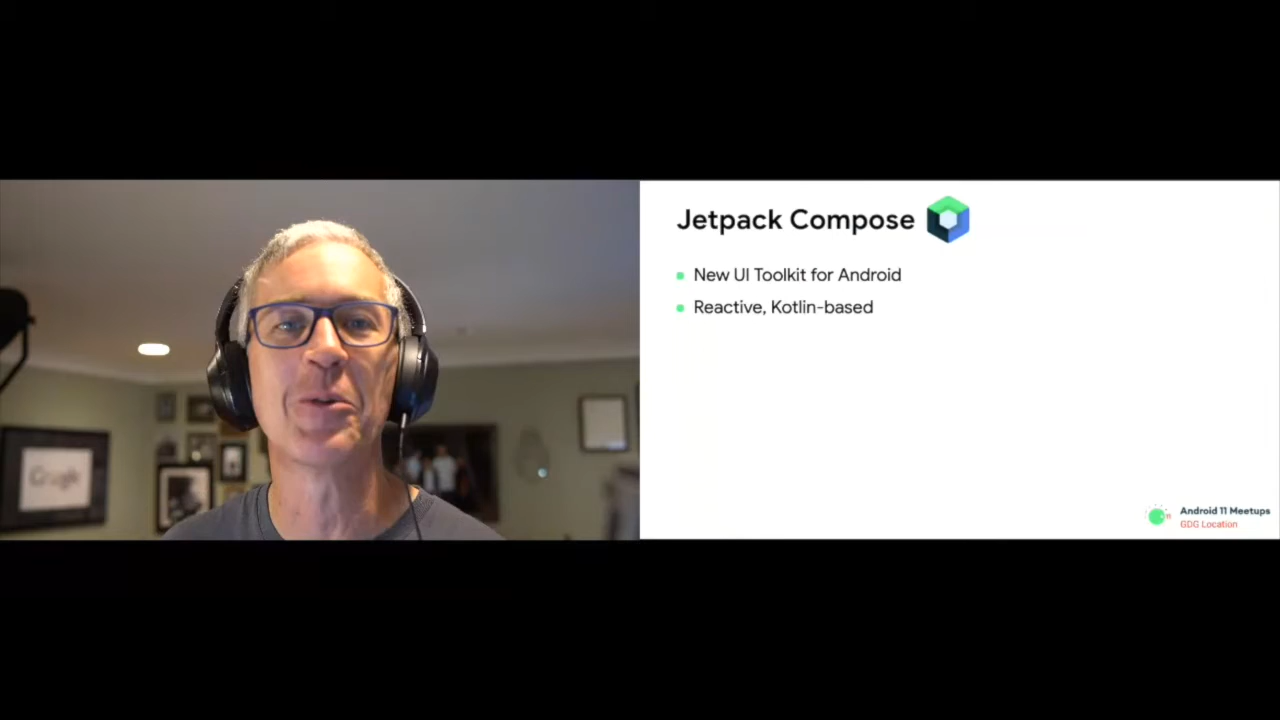 Jetpack Compose
New UI Toolkit for Android
Reactive, Kotlin-based
Android 11 Meetups
GDG Location